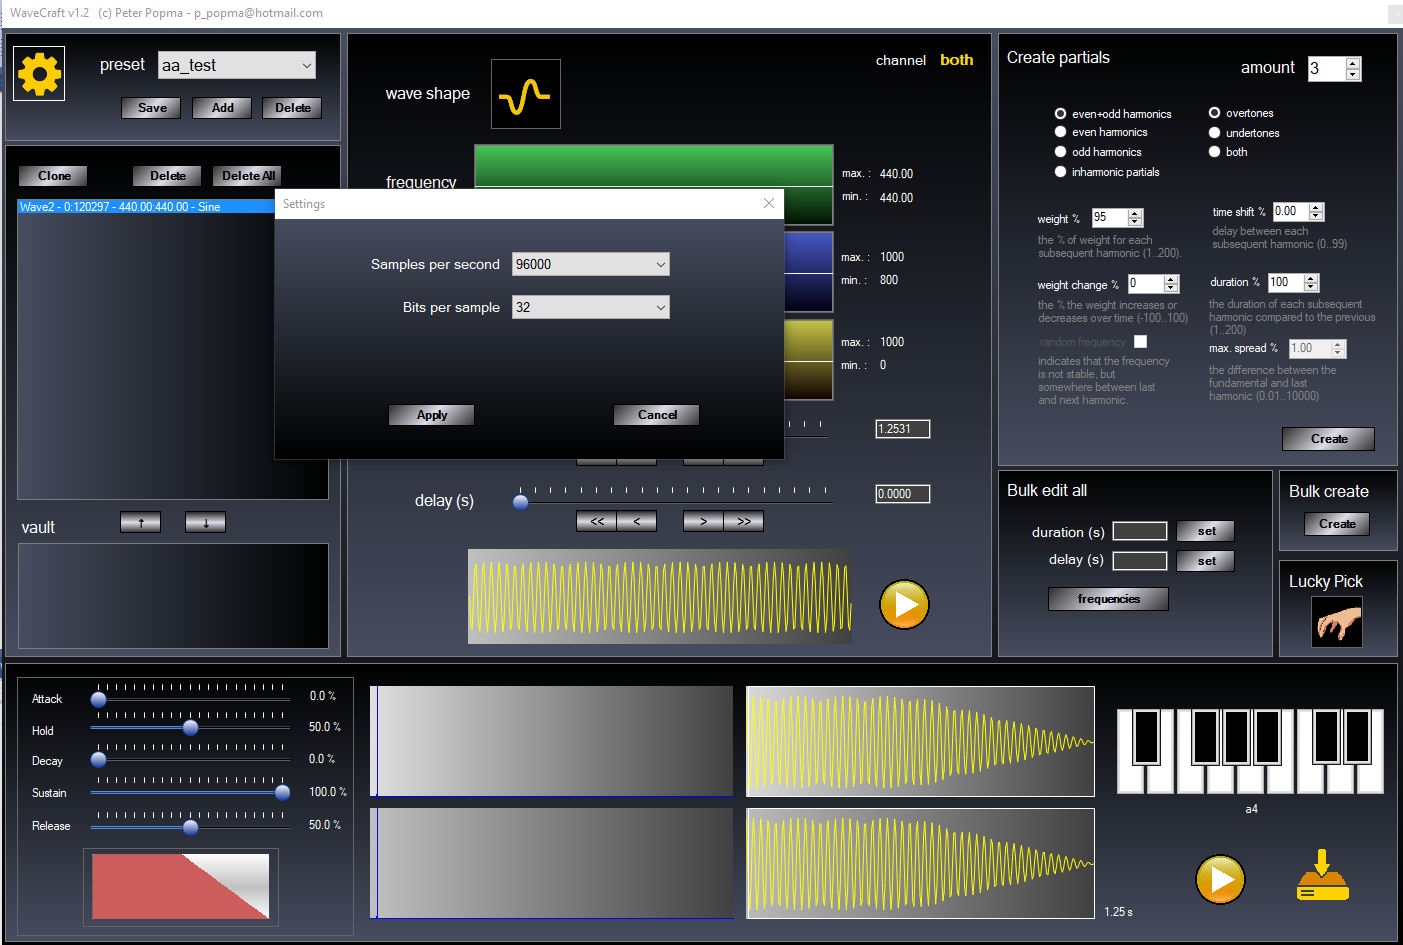 WaveCraft v1.2 (c) Peter Popma - p_popma@hotmail.com
preset aa_test
Save Add Delete
Clone Delete Delete All
Wave2 - 0:120297 - 440.00:440.00 - Sine
vault ↑ ↓
channel both
wave shape
frequency
max. : 440.00
min. : 440.00
max. : 1000
min. : 800
max. : 1000
min. : 0
1.2531
delay (s) 0.0000
<< < > >>
Settings
Samples per second 96000
Bits per sample 32
Apply Cancel
Create partials
amount 3
even+odd harmonics
even harmonics
odd harmonics
inharmonic partials
overtones
undertones
both
weight % 95
the % of weight for each
subsequent harmonic (1..200).
weight change % 0
the % the weight increases or
decreases over time (-100..100)
random frequency
indicates that the frequency
is not stable, but
somewhere between last
and next harmonic.
time shift % 0.00
delay between each
subsequent harmonic (0..99)
duration % 100
the duration of each subsequent
harmonic compared to the previous
(1..200)
max. spread % 1.00
the difference between the
fundamental and last
harmonic (0.01..10000)
Create
Bulk edit all
duration (s) set
delay (s) set
frequencies
Bulk create
Create
Lucky Pick
Attack 0.0 %
Hold 50.0 %
Decay 0.0 %
Sustain 100.0 %
Release 50.0 %
1.25 s
a4